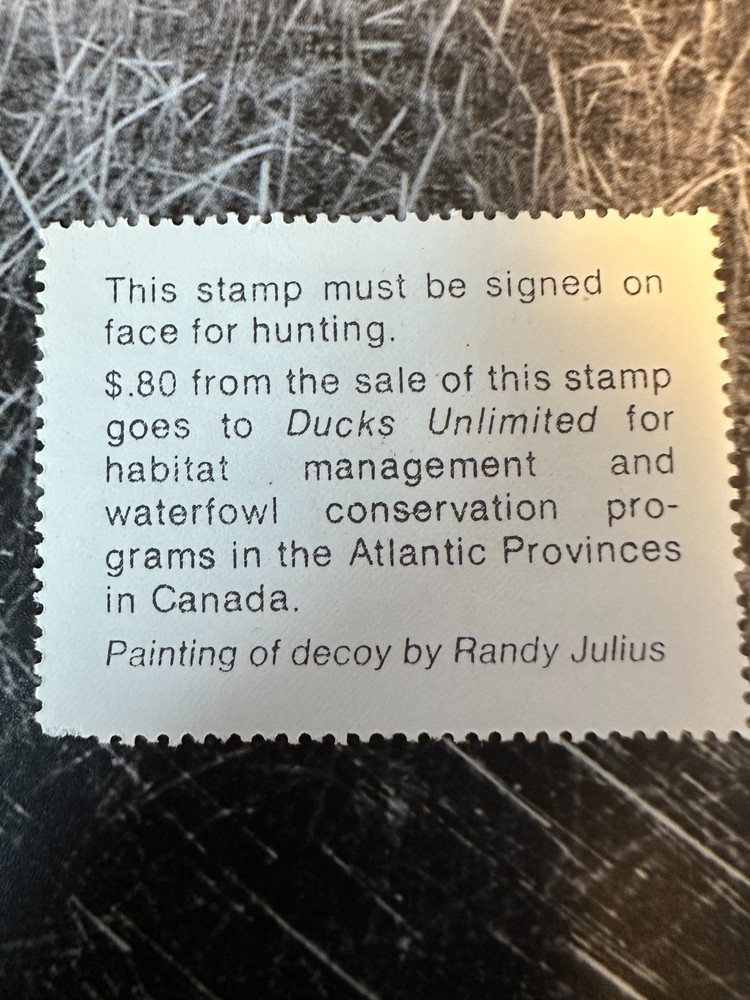 This stamp must be signed on
face for hunting.
$.80 from the sale of this stamp
goes to Ducks Unlimited for
habitat management and
waterfowl conservation pro-
grams in the Atlantic Provinces
in Canada.
Painting of decoy by Randy Julius